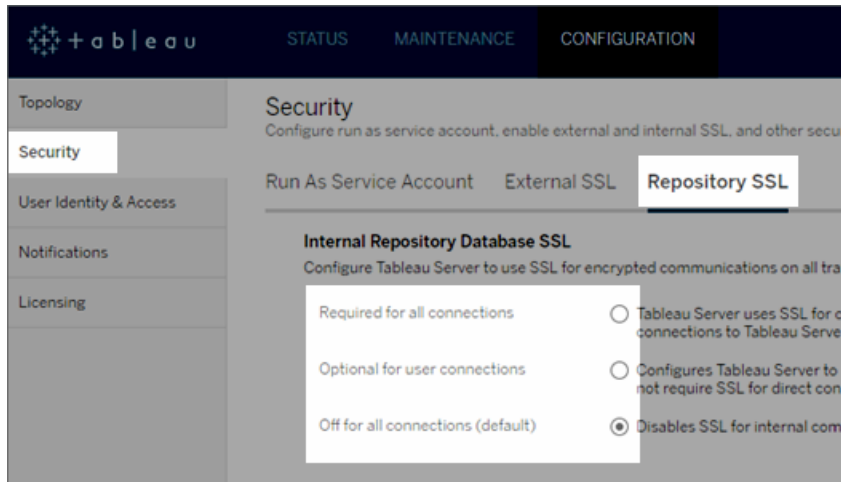 + a b | e a u STATUS MAINTENANCE CONFIGURATION
Topology
Security
User Identity & Access
Notifications
Licensing
Security
Configure run as service account, enable external and internal SSL, and other secu
Run As Service Account External SSL Repository SSL
Internal Repository Database SSL
Configure Tableau Server to use SSL for encrypted communications on all tra
Required for all connections Tableau Server uses SSL for c
connections to Tableau Serve
Optional for user connections Configures Tableau Server to
not require SSL for direct con
Off for all connections (default) Disables SSL for internal com